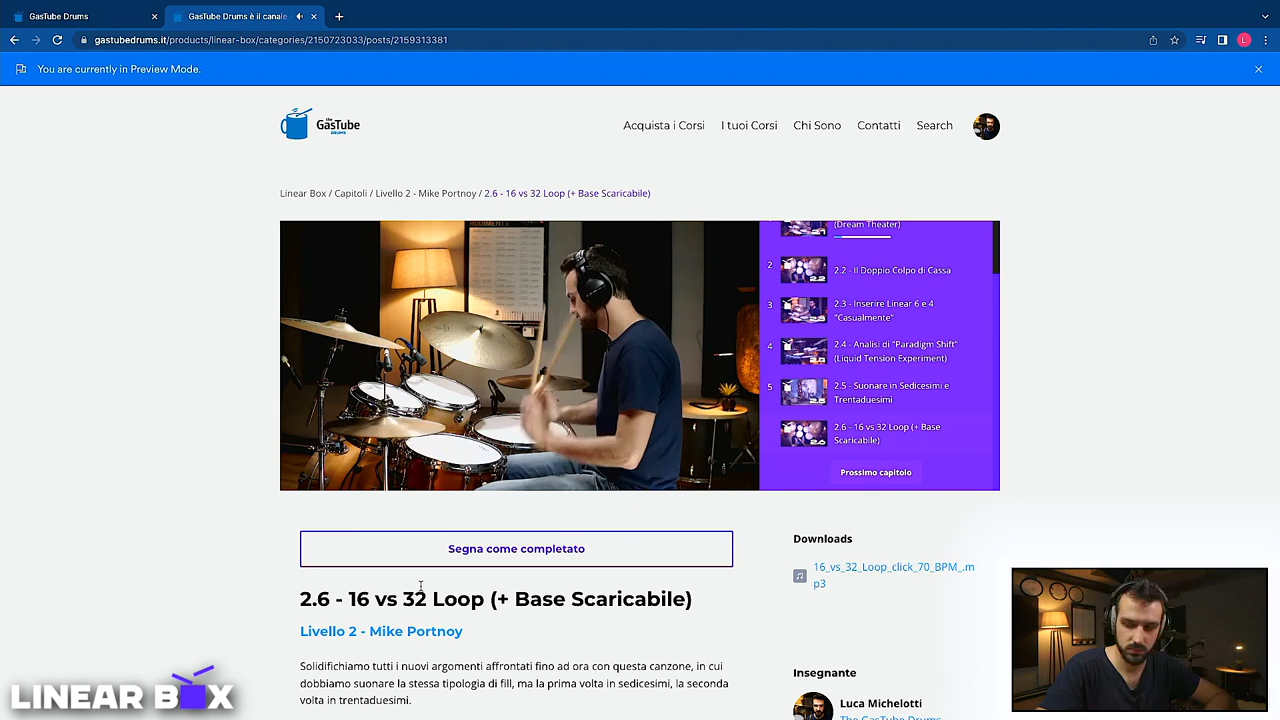 GasTube Drums
GasTube Drums è il canale
gastubedrums.it/products/linear-box/categories/2150723033/posts/2159313381
L
You are currently in Preview Mode.
the
GasTube
DRUMS
Acquista i Corsi
I tuoi Corsi
Chi Sono
Contatti
Search
Linear Box / Capitoli / Livello 2 - Mike Portnoy / 2.6 - 16 vs 32 Loop (+ Base Scaricabile)
RUDIMENTS
(Dream Theater)
2
2.2 - Il Doppio Colpo di Cassa
3
2.3 - Inserire Linear 6 e 4
"Casualmente"
4
2.4 - Analisi di "Paradigm Shift"
(Liquid Tension Experiment)
5
2.5 - Suonare in Sedicesimi e
Trentaduesimi
2.6 - 16 vs 32 Loop (+ Base
Scaricabile)
Prossimo capitolo
Segna come completato
2.6 - 16 vs 32 Loop (+ Base Scaricabile)
Livello 2 - Mike Portnoy
Solidifichiamo tutti i nuovi argomenti affrontati fino ad ora con questa canzone, in cui
dobbiamo suonare la stessa tipologia di fill, ma la prima volta in sedicesimi, la seconda
volta in trentaduesimi.
Downloads
16_vs_32_Loop_click_70_BPM_.m
p3
Insegnante
Luca Michelotti
The GasTube Drums
LINEAR BOX